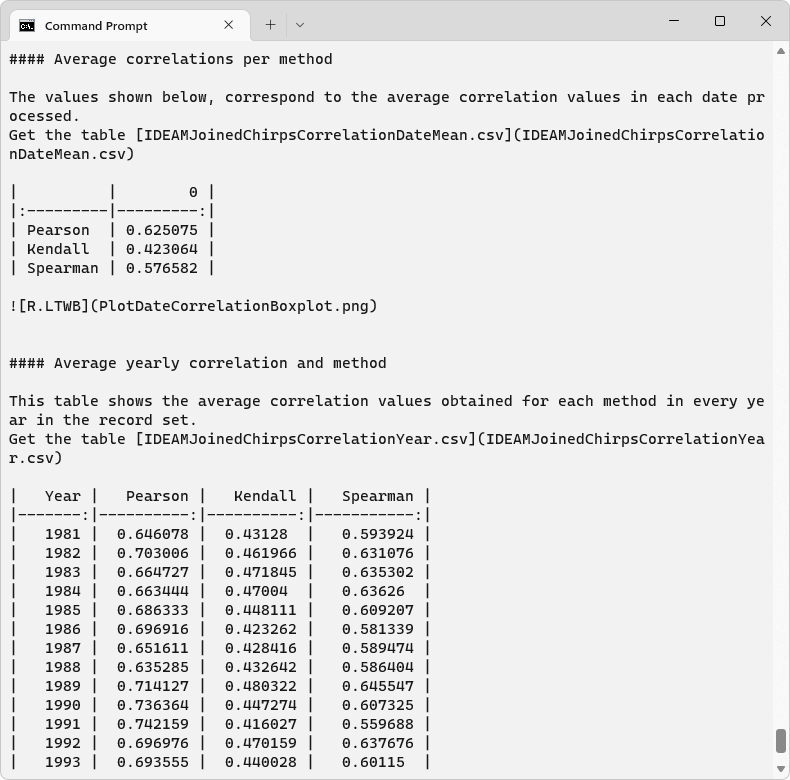 Command Prompt
#### Average correlations per method
The values shown below, correspond to the average correlation values in each date pr
ocessed.
Get the table [IDEAMJoinedChirpsCorrelationDateMean.csv](IDEAMJoinedChirpsCorrelatio
nDateMean.csv)
|          |        0 |
|:---------|---------:|
| Pearson  | 0.625075 |
| Kendall  | 0.423064 |
| Spearman | 0.576582 |
![R.LTWB](PlotDateCorrelationBoxplot.png)
#### Average yearly correlation and method
This table shows the average correlation values obtained for each method in every ye
ar in the record set.
Get the table [IDEAMJoinedChirpsCorrelationYear.csv](IDEAMJoinedChirpsCorrelationYea
r.csv)
|   Year |   Pearson |   Kendall |   Spearman |
|-------:|----------:|----------:|-----------:|
|   1981 |  0.646078 |  0.43128  |   0.593924 |
|   1982 |  0.703006 |  0.461966 |   0.631076 |
|   1983 |  0.664727 |  0.471845 |   0.635302 |
|   1984 |  0.663444 |  0.47004  |   0.63626  |
|   1985 |  0.686333 |  0.448111 |   0.609207 |
|   1986 |  0.696916 |  0.423262 |   0.581339 |
|   1987 |  0.651611 |  0.428416 |   0.589474 |
|   1988 |  0.635285 |  0.432642 |   0.586404 |
|   1989 |  0.714127 |  0.480322 |   0.645547 |
|   1990 |  0.736364 |  0.447274 |   0.607325 |
|   1991 |  0.742159 |  0.416027 |   0.559688 |
|   1992 |  0.696976 |  0.470159 |   0.637676 |
|   1993 |  0.693555 |  0.440028 |   0.60115  |